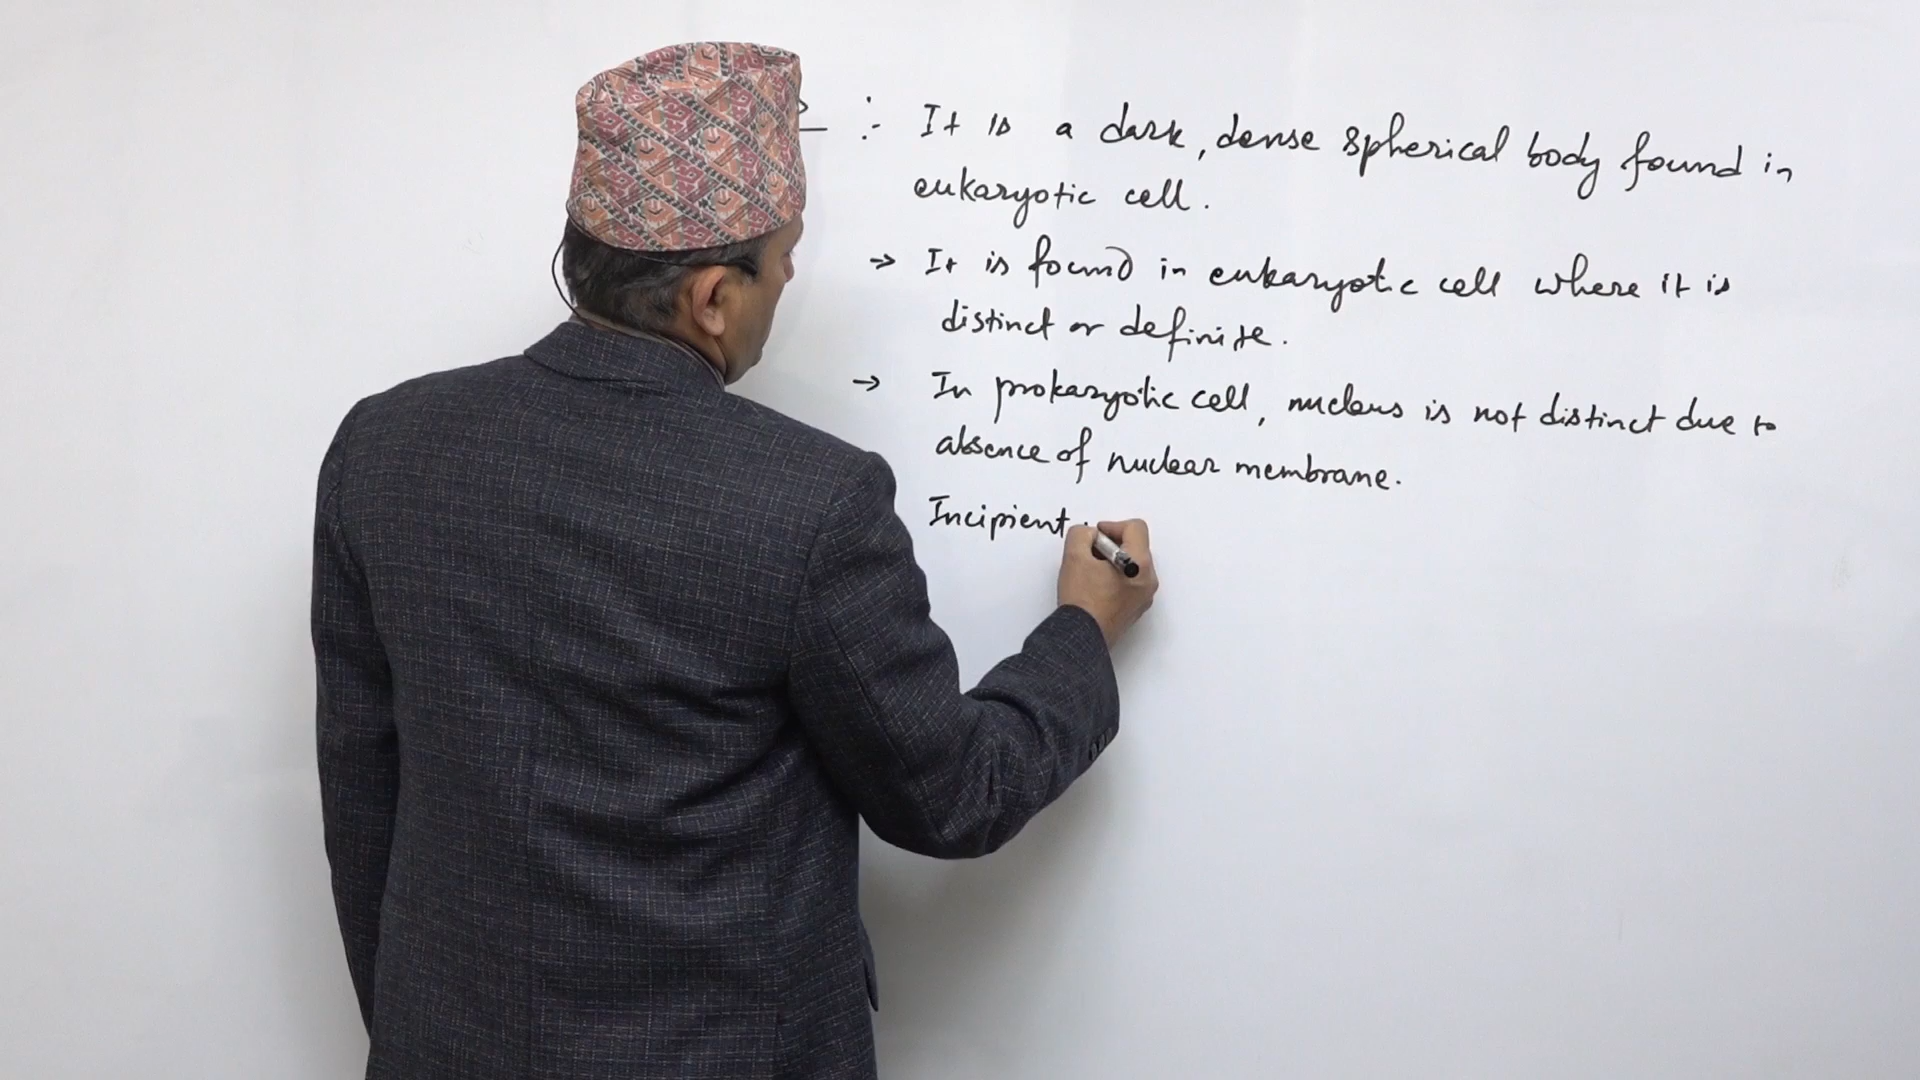 :- It is a dark, dense spherical body found in
eukaryotic cell.
→ It is found in eukaryotic cell where it is
distinct or definite.
→ In prokaryotic cell, nucleus is not distinct due to
absence of nuclear membrane.
Incipient